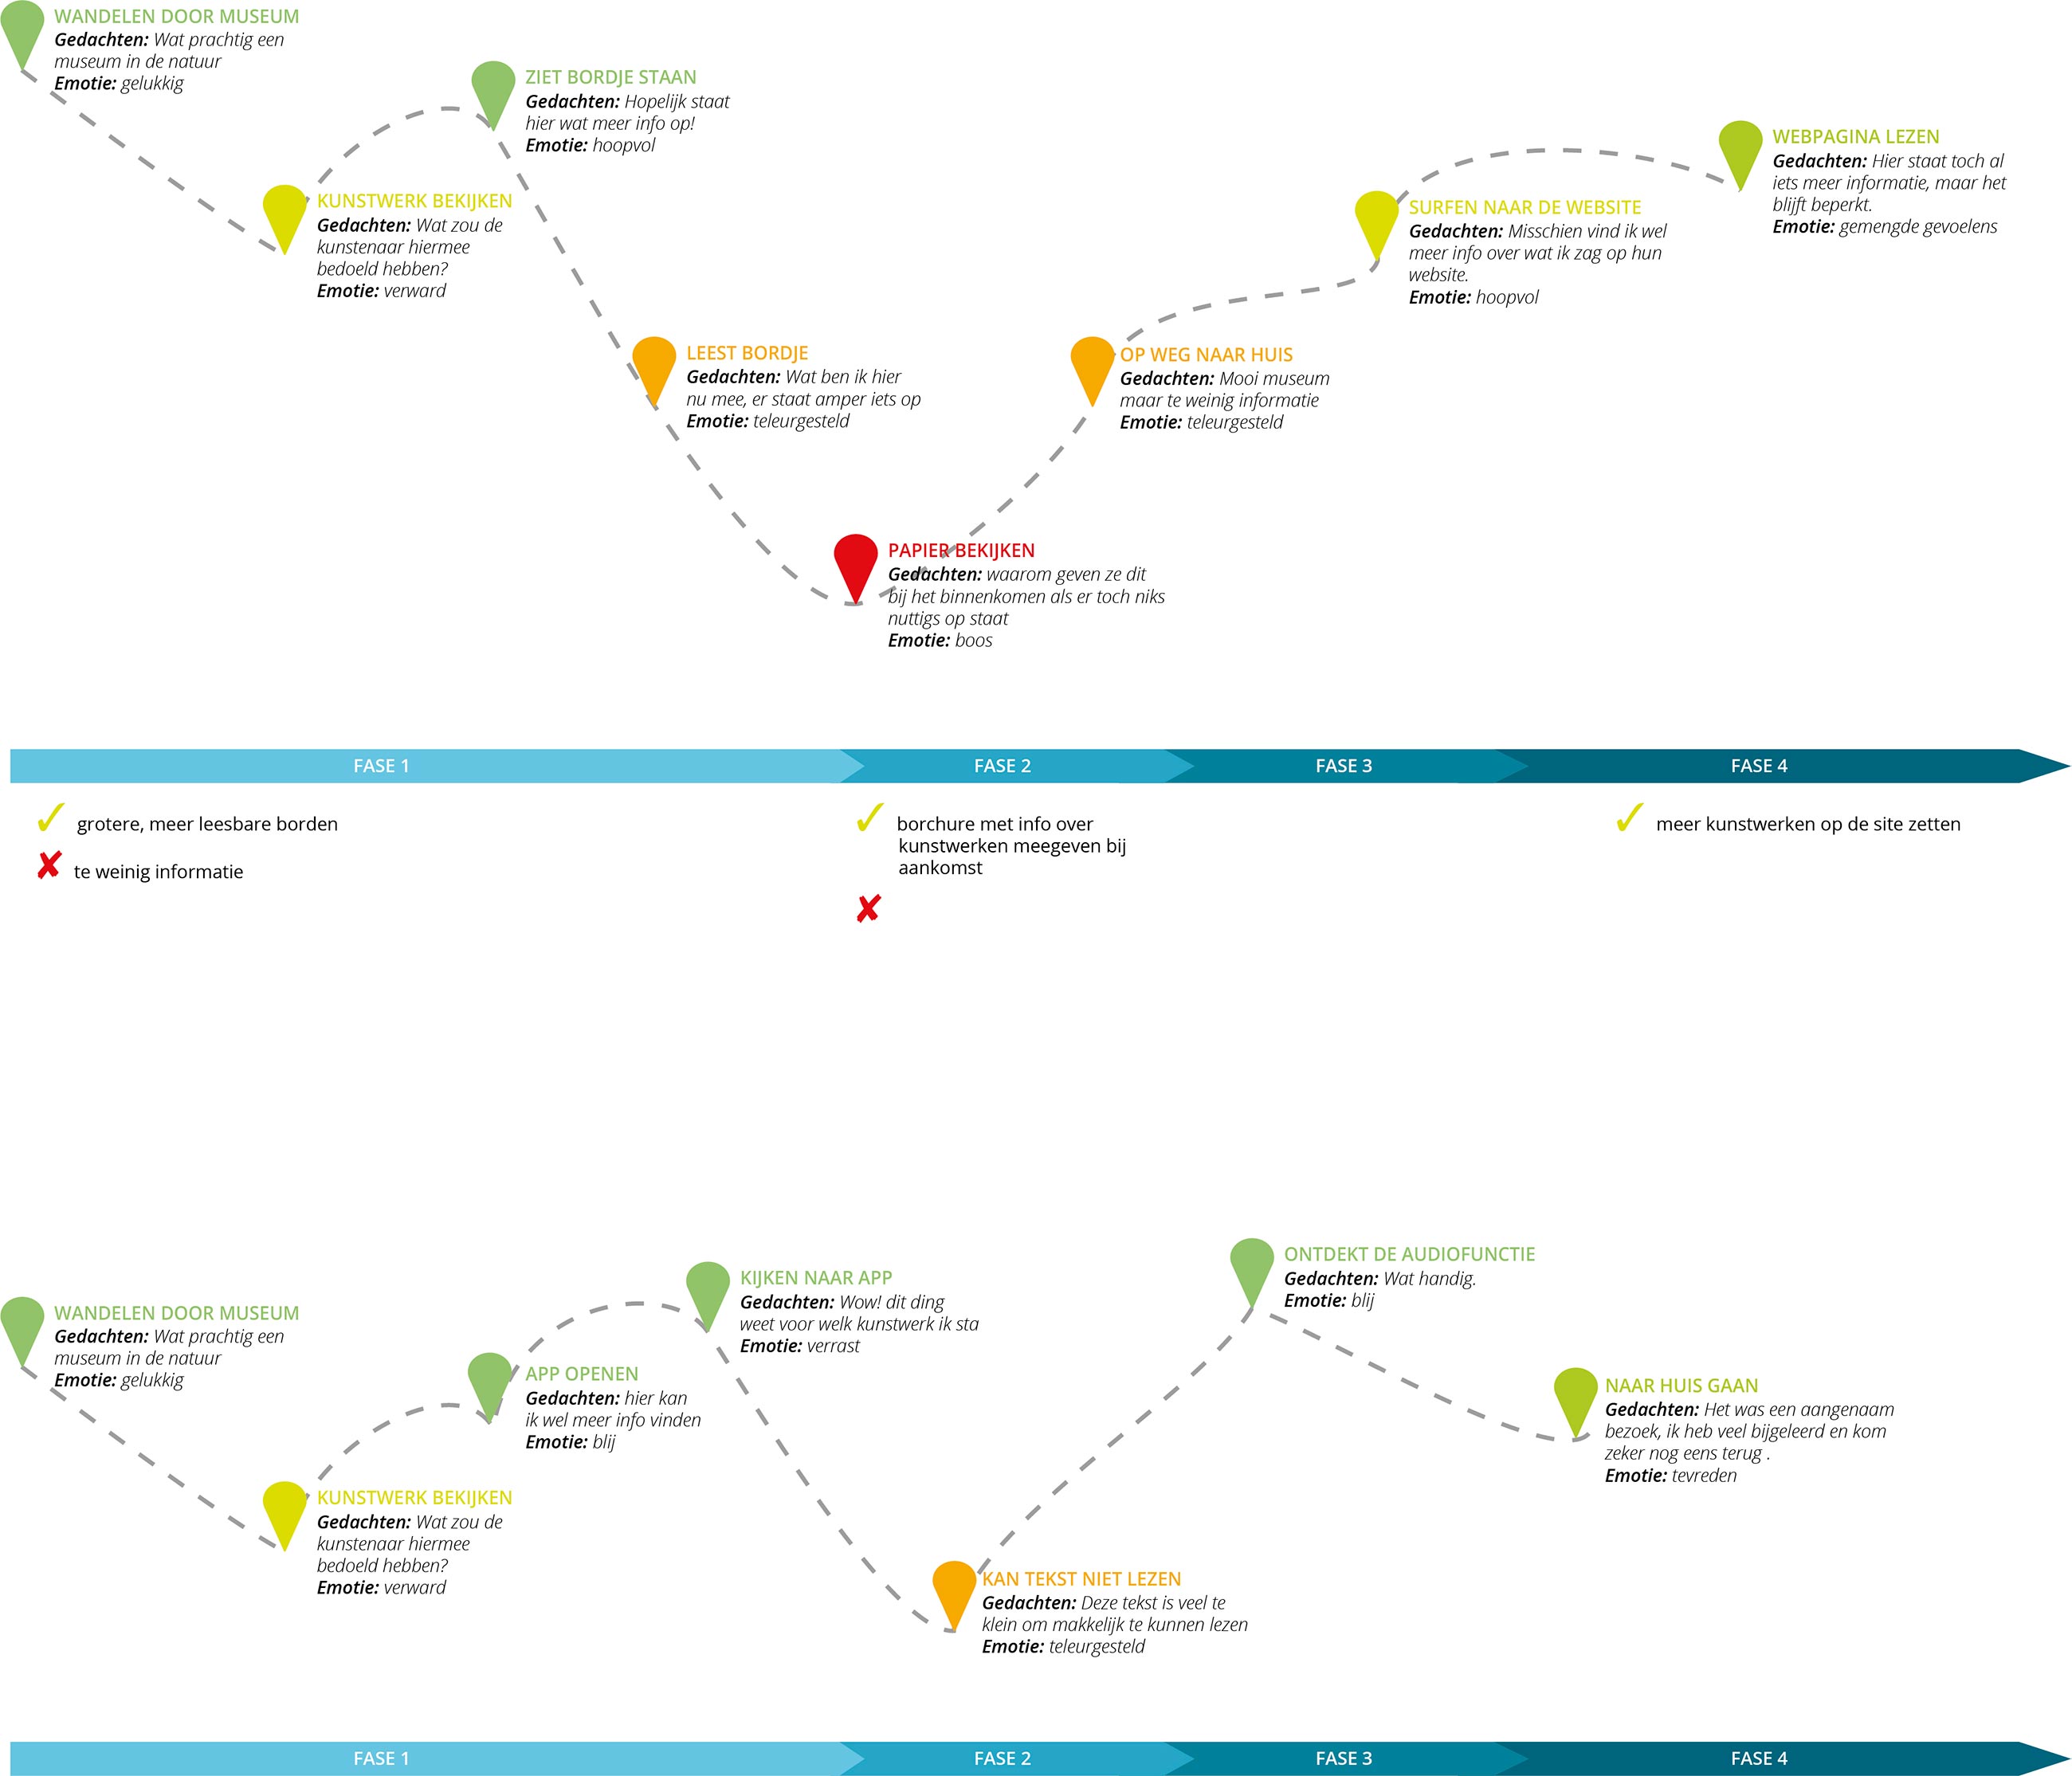 WANDELEN DOOR MUSEUM
Gedachten: Wat prachtig een
museum in de natuur
Emotie: gelukkig
KUNSTWERK BEKIJKEN
Gedachten: Wat zou de
kunstenaar hiermee
bedoeld hebben?
Emotie: verward
ZIET BORDJE STAAN
Gedachten: Hopelijk staat
hier wat meer info op!
Emotie: hoopvol
LEEST BORDJE
Gedachten: Wat ben ik hier
nu mee, er staat amper iets op
Emotie: teleurgesteld
PAPIER BEKIJKEN
Gedachten: waarom geven ze dit
bij het binnenkomen als er toch niks
nuttigs op staat
Emotie: boos
OP WEG NAAR HUIS
Gedachten: Mooi museum
maar te weinig informatie
Emotie: teleurgesteld
SURFEN NAAR DE WEBSITE
Gedachten: Misschien vind ik wel
meer info over wat ik zag op hun
website.
Emotie: hoopvol
WEBPAGINA LEZEN
Gedachten: Hier staat toch al
iets meer informatie, maar het
blijft beperkt.
Emotie: gemengde gevoelens
FASE 1
FASE 2
FASE 3
FASE 4
grotere, meer leesbare borden
te weinig informatie
borchure met info over
kunstwerken meegeven bij
aankomst
meer kunstwerken op de site zetten
WANDELEN DOOR MUSEUM
Gedachten: Wat prachtig een
museum in de natuur
Emotie: gelukkig
KUNSTWERK BEKIJKEN
Gedachten: Wat zou de
kunstenaar hiermee
bedoeld hebben?
Emotie: verward
APP OPENEN
Gedachten: hier kan
ik wel meer info vinden
Emotie: blij
KIJKEN NAAR APP
Gedachten: Wow! dit ding
weet voor welk kunstwerk ik sta
Emotie: verrast
KAN TEKST NIET LEZEN
Gedachten: Deze tekst is veel te
klein om makkelijk te kunnen lezen
Emotie: teleurgesteld
ONTDEKT DE AUDIOFUNCTIE
Gedachten: Wat handig.
Emotie: blij
NAAR HUIS GAAN
Gedachten: Het was een aangenaam
bezoek, ik heb veel bijgeleerd en kom
zeker nog eens terug .
Emotie: tevreden
FASE 1
FASE 2
FASE 3
FASE 4